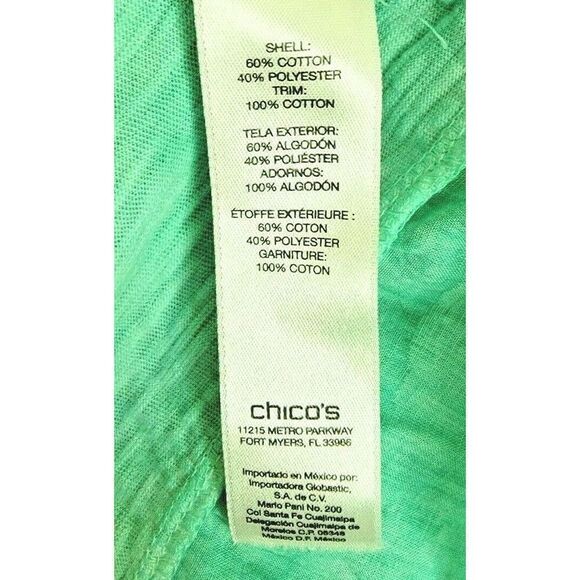 SHELL:
60% COTTON
40% POLYESTER
TRIM:
100% COTTON
TELA EXTERIOR:
60% ALGODÓN
40% POLIÉSTER
ADORNOS:
100% ALGODÓN
ÉTOFFE EXTÉRIEURE :
60% COTON
40% POLYESTER
GARNITURE:
100% COTON
chico's
11215 METRO PARKWAY
FORT MYERS, FL 33966
Importado en México por:
Importadora Globastic,
S.A. de C.V.
Mario Pani No. 200
Col Santa Fe Cuajimalpa
Delegación Cuajimalpa de
Morelos C.P. 05348
México D.F. México